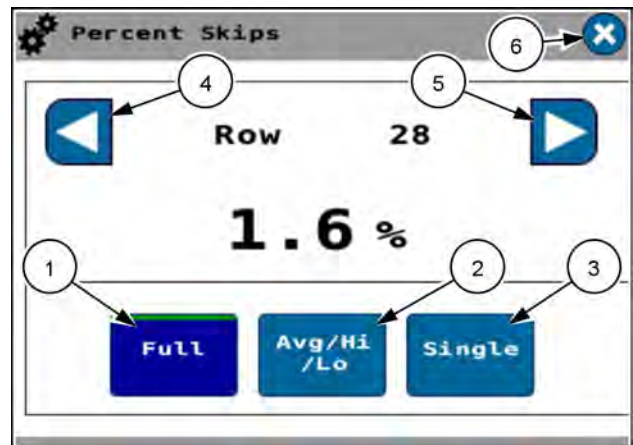 Percent Skips
6
4
5
Row 28
1.6 %
1
2
3
Full
Avg/Hi
/Lo
Single